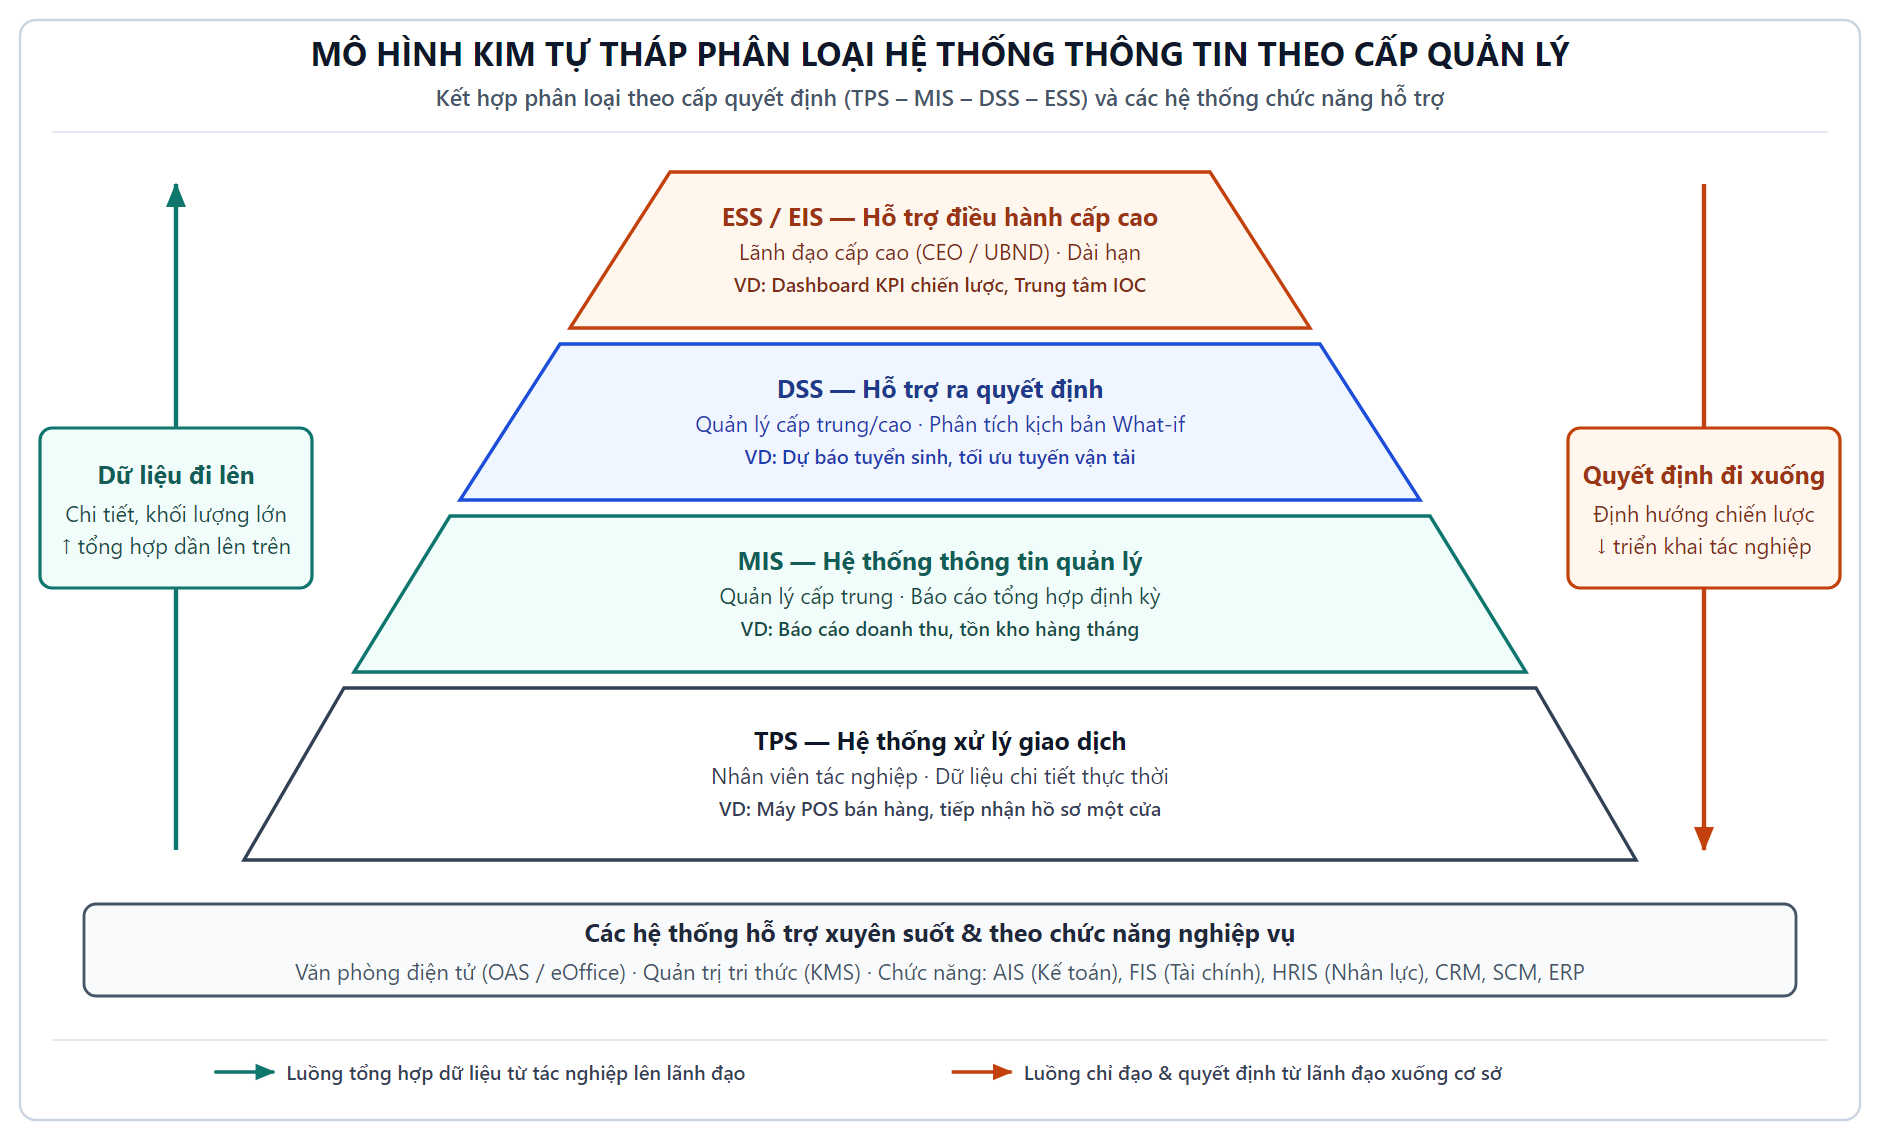 MÔ HÌNH KIM TỰ THÁP PHÂN LOẠI HỆ THỐNG THÔNG TIN THEO CẤP QUẢN LÝ
Kết hợp phân loại theo cấp quyết định (TPS – MIS – DSS – ESS) và các hệ thống chức năng hỗ trợ
ESS / EIS — Hỗ trợ điều hành cấp cao
Lãnh đạo cấp cao (CEO / UBND) · Dài hạn
VD: Dashboard KPI chiến lược, Trung tâm IOC
DSS — Hỗ trợ ra quyết định
Quản lý cấp trung/cao · Phân tích kịch bản What-if
VD: Dự báo tuyển sinh, tối ưu tuyến vận tải
Dữ liệu đi lên
Chi tiết, khối lượng lớn
↑ tổng hợp dần lên trên
Quyết định đi xuống
Định hướng chiến lược
↓ triển khai tác nghiệp
MIS — Hệ thống thông tin quản lý
Quản lý cấp trung · Báo cáo tổng hợp định kỳ
VD: Báo cáo doanh thu, tồn kho hàng tháng
TPS — Hệ thống xử lý giao dịch
Nhân viên tác nghiệp · Dữ liệu chi tiết thực thời
VD: Máy POS bán hàng, tiếp nhận hồ sơ một cửa
Các hệ thống hỗ trợ xuyên suốt & theo chức năng nghiệp vụ
Văn phòng điện tử (OAS / eOffice) · Quản trị tri thức (KMS) · Chức năng: AIS (Kế toán), FIS (Tài chính), HRIS (Nhân lực), CRM, SCM, ERP
Luồng tổng hợp dữ liệu từ tác nghiệp lên lãnh đạo
Luồng chỉ đạo & quyết định từ lãnh đạo xuống cơ sở